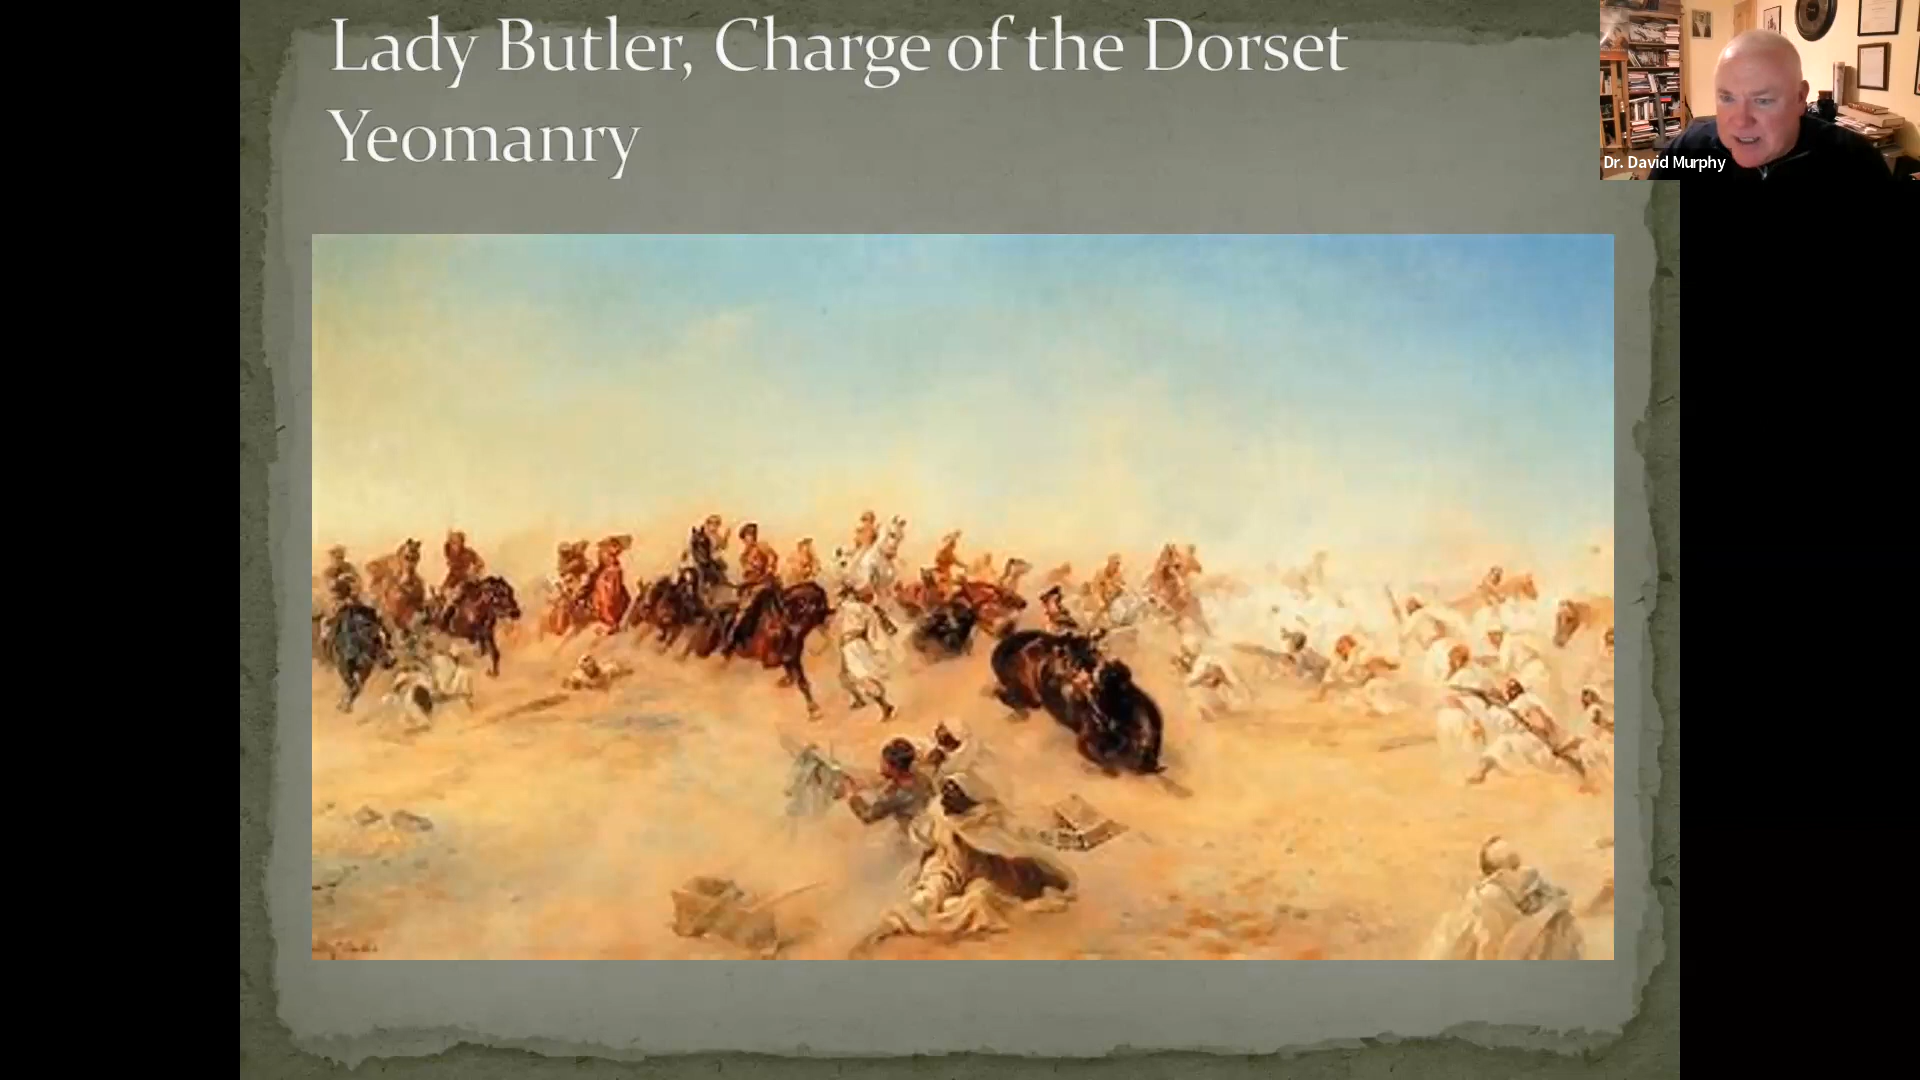 Lady Butler, Charge of the Dorset
Yeomanry
Dr. David Murphy